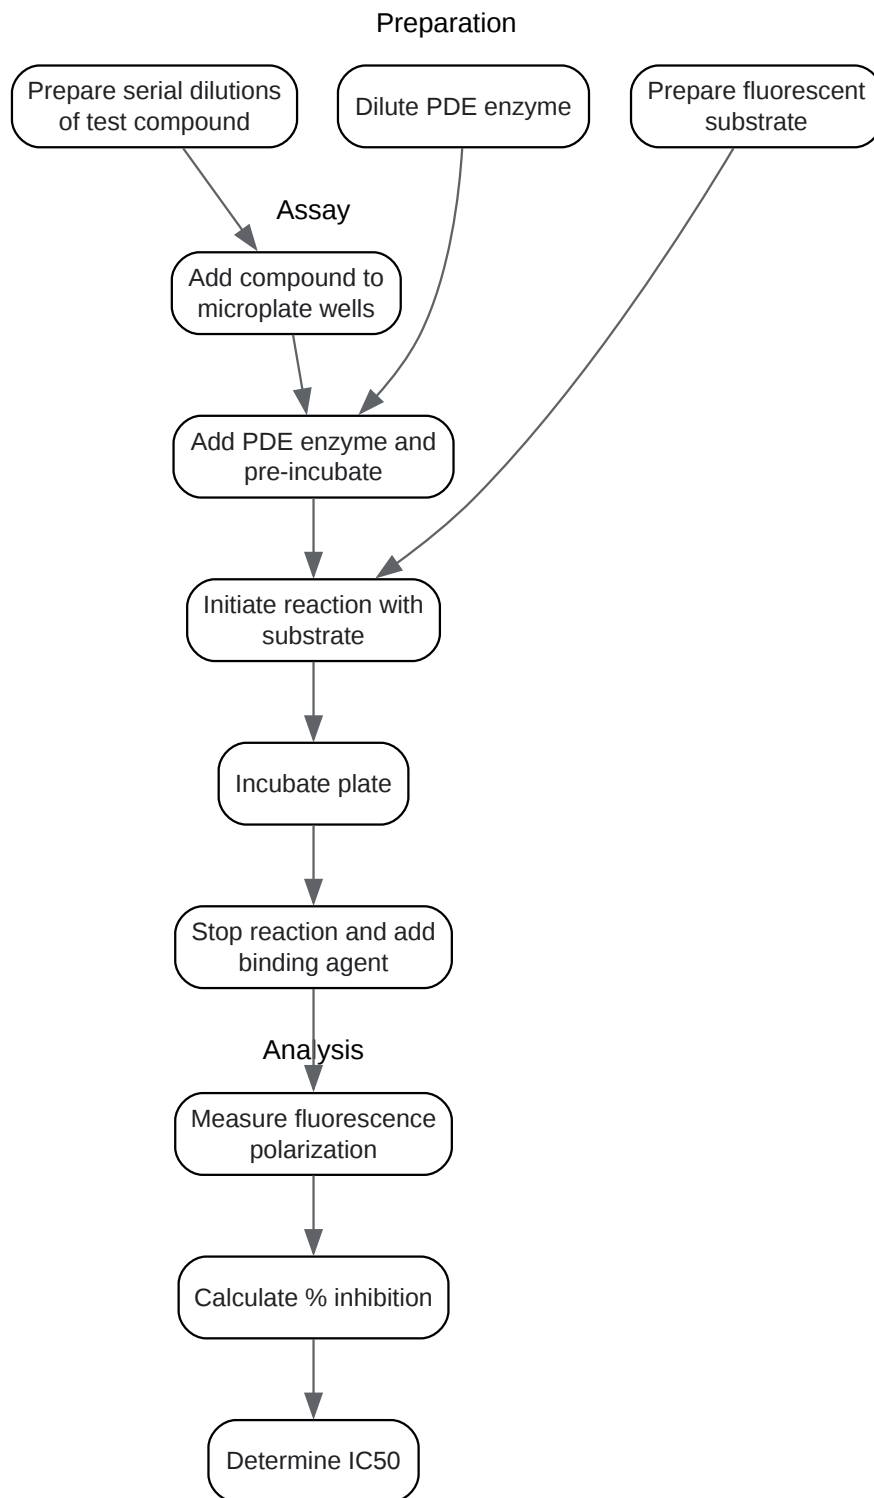 Preparation
Prepare serial dilutions
of test compound
Dilute PDE enzyme
Prepare fluorescent
substrate
Assay
Add compound to
microplate wells
Add PDE enzyme and
pre-incubate
Initiate reaction with
substrate
Incubate plate
Stop reaction and add
binding agent
Analysis
Measure fluorescence
polarization
Calculate % inhibition
Determine IC50